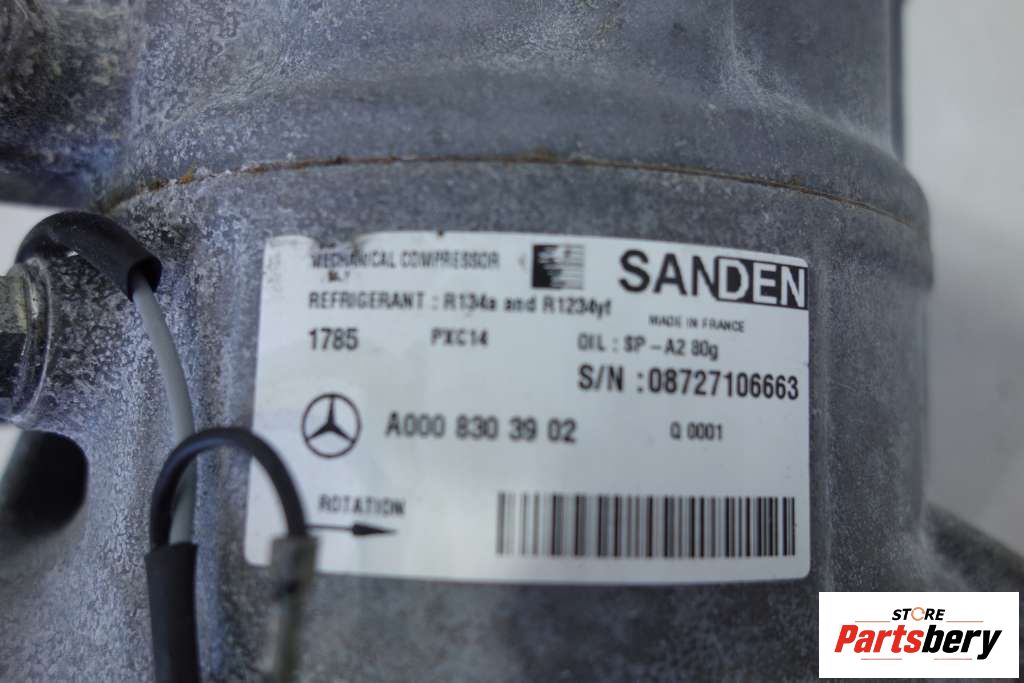 MECHANICAL COMPRESSOR
SANDEN
REFRIGERANT : R134a and R1234yf
MADE IN FRANCE
1785 PXC14 OIL : SP-A2 80g
S/N :08727106663
A000 830 39 02 Q 0001
ROTATION
STORE
Partsbery